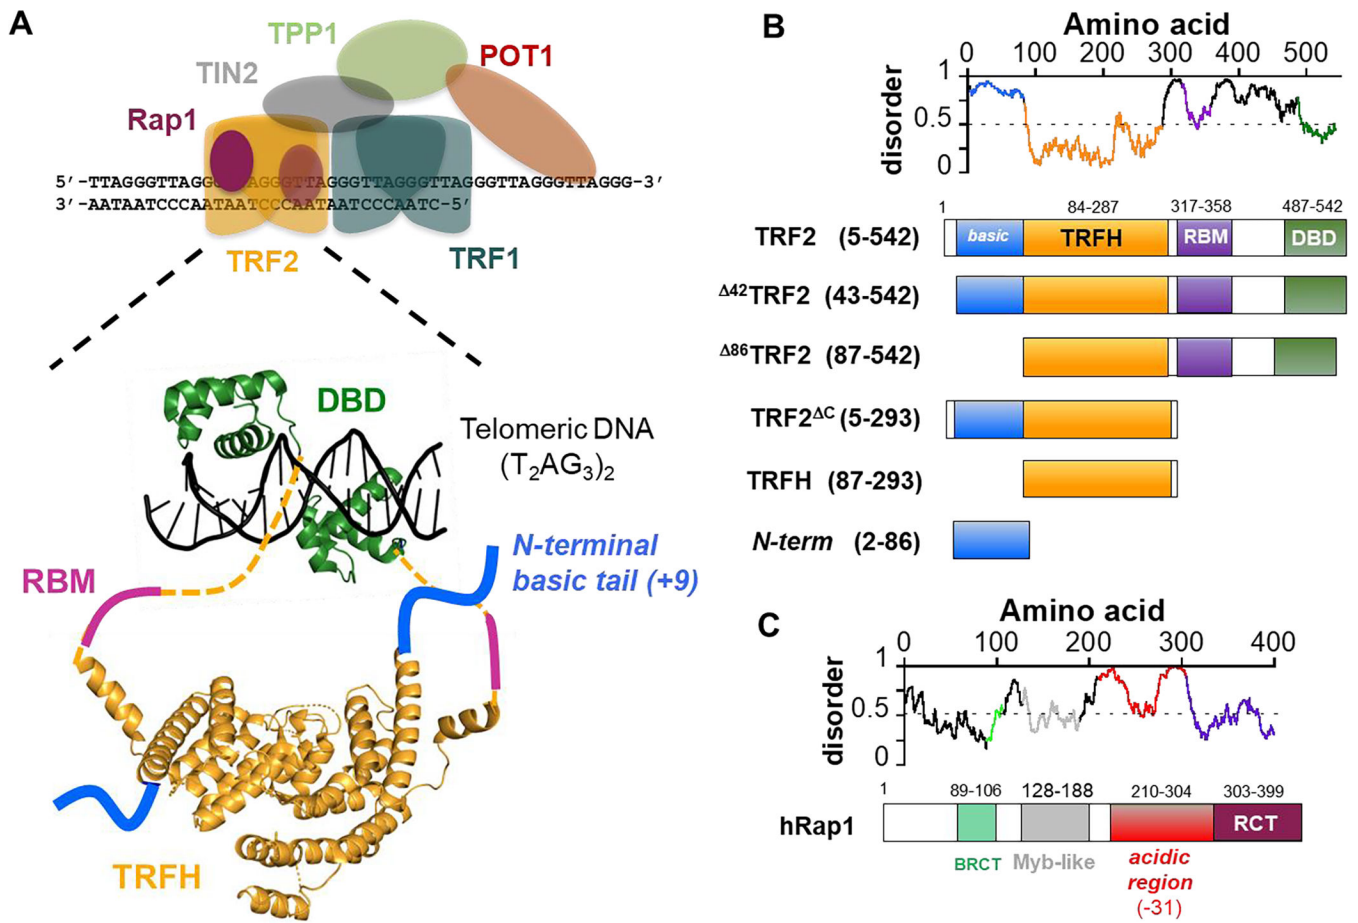 A
TPP1
POT1
TIN2
Rap1
5′-TTAGGGTTAGGGTTAGGGTTAGGGTTAGGGTTAGGGTTAGGGTTAGGG-3′
3′-AATAATCCCAATAATCCCAATAATCCCAATC-5′
TRF2
TRF1
DBD
Telomeric DNA
(T₂AG₃)₂
N-terminal
basic tail (+9)
RBM
TRFH
B
Amino acid
0 100 200 300 400 500
1
0.5
0
disorder
1 84-287 317-358 487-542
TRF2 (5-542) basic TRFH RBM DBD
Δ42TRF2 (43-542)
Δ86TRF2 (87-542)
TRF2ΔC (5-293)
TRFH (87-293)
N-term (2-86)
C
Amino acid
0 100 200 300 400
1
0.5
0
disorder
1 89-106 128-188 210-304 303-399
hRap1 RCT
BRCT Myb-like acidic
region
(-31)